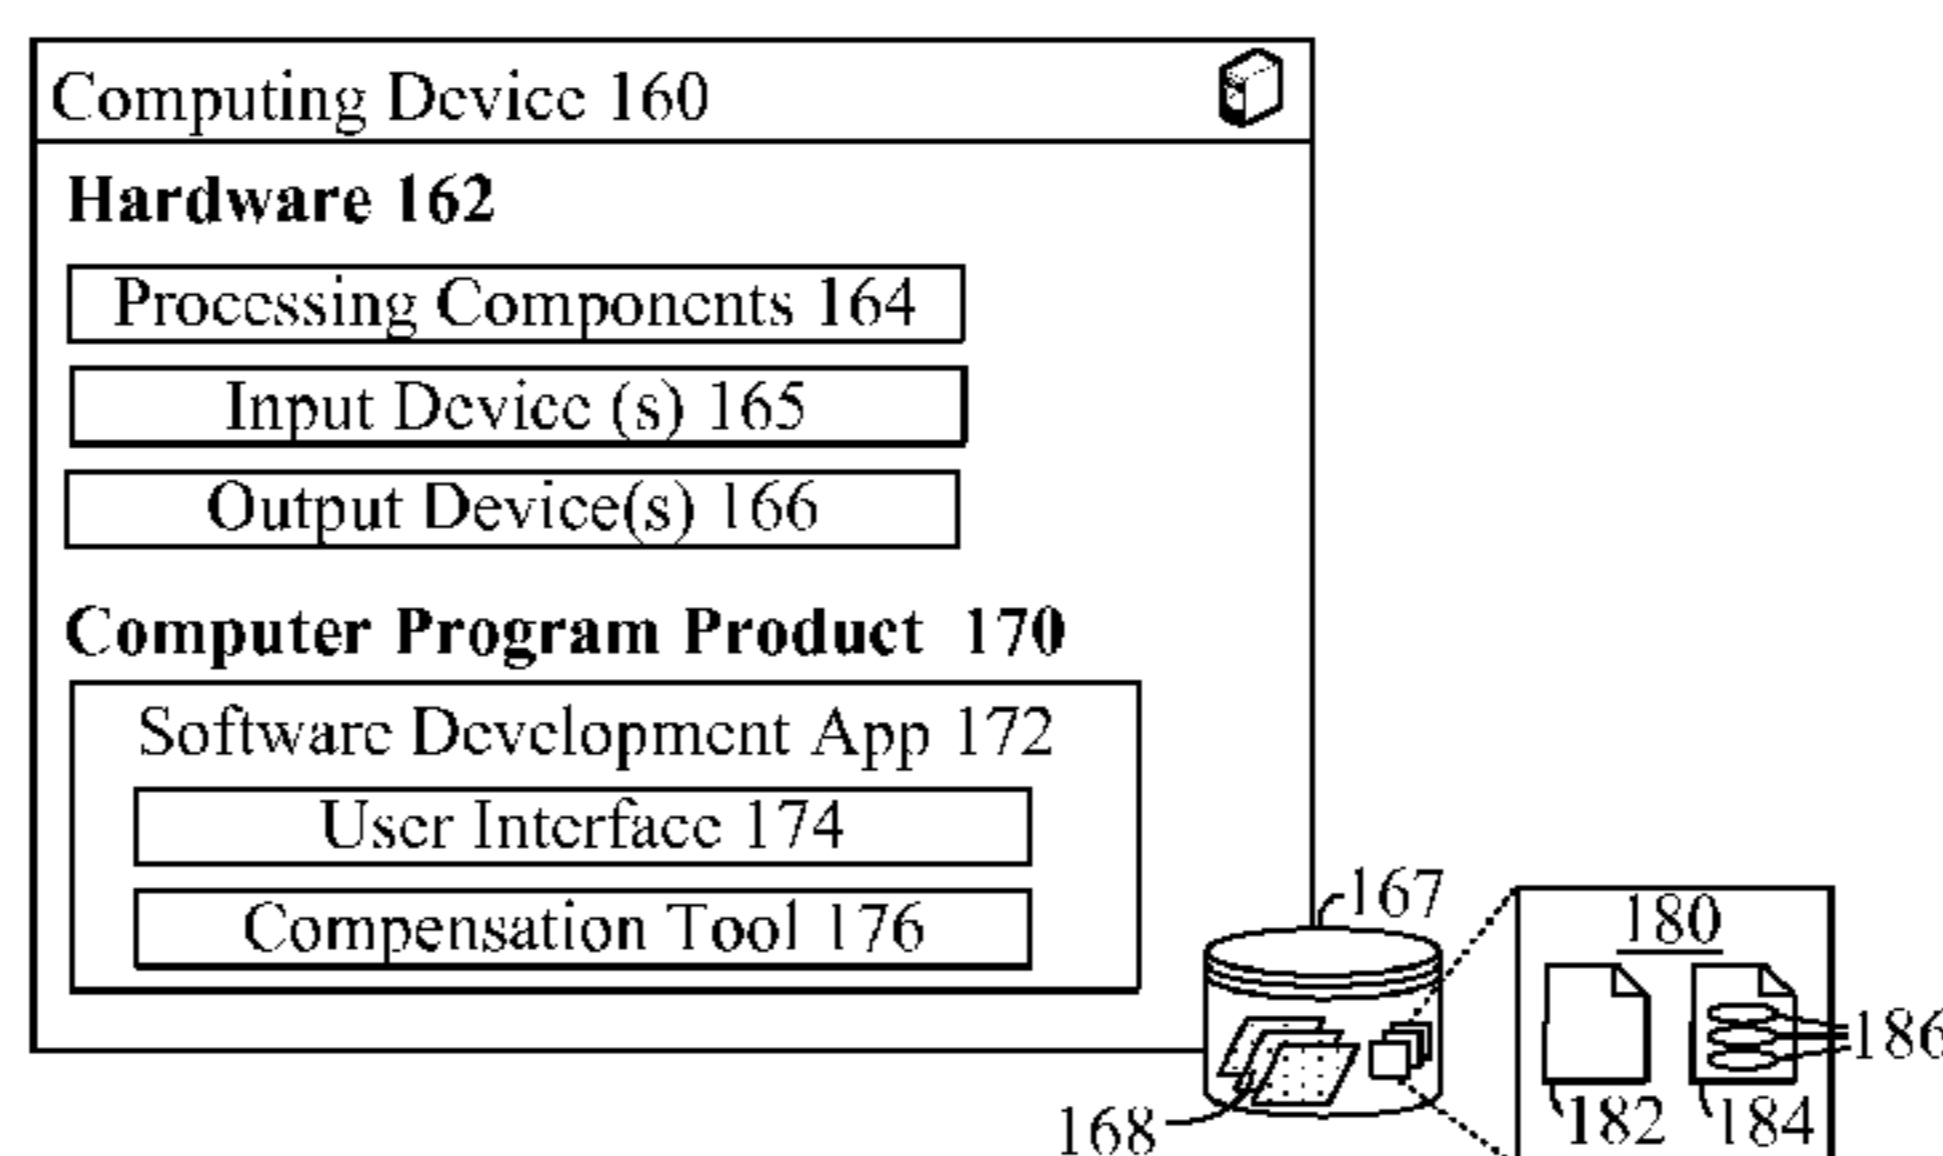 Computing Device 160
Hardware 162
Processing Components 164
Input Device (s) 165
Output Device(s) 166
Computer Program Product 170
Software Development App 172
User Interface 174
Compensation Tool 176
167
180
186
182
184
168